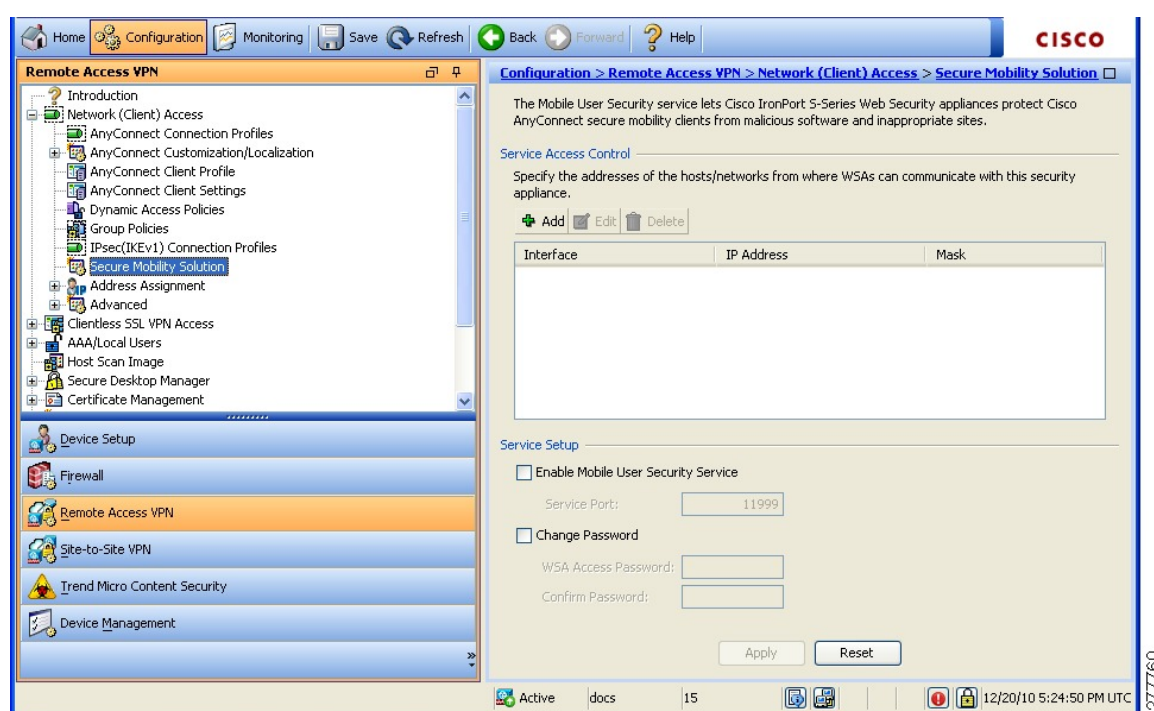 Home Configuration Monitoring Save Refresh Back Forward Help
CISCO
Remote Access VPN
Introduction
Network (Client) Access
AnyConnect Connection Profiles
AnyConnect Customization/Localization
AnyConnect Client Profile
AnyConnect Client Settings
Dynamic Access Policies
Group Policies
IPsec(IKEv1) Connection Profiles
Secure Mobility Solution
Address Assignment
Advanced
Clientless SSL VPN Access
AAA/Local Users
Host Scan Image
Secure Desktop Manager
Certificate Management
Device Setup
Firewall
Remote Access VPN
Site-to-Site VPN
Trend Micro Content Security
Device Management
Configuration > Remote Access VPN > Network (Client) Access > Secure Mobility Solution
The Mobile User Security service lets Cisco IronPort S-Series Web Security appliances protect Cisco
AnyConnect secure mobility clients from malicious software and inappropriate sites.
Service Access Control
Specify the addresses of the hosts/networks from where WSAs can communicate with this security
appliance.
Add Edit Delete
Interface IP Address Mask
Service Setup
Enable Mobile User Security Service
Service Port: 11999
Change Password
WSA Access Password:
Confirm Password:
Apply Reset
Active docs 15 12/20/10 5:24:50 PM UTC
277760